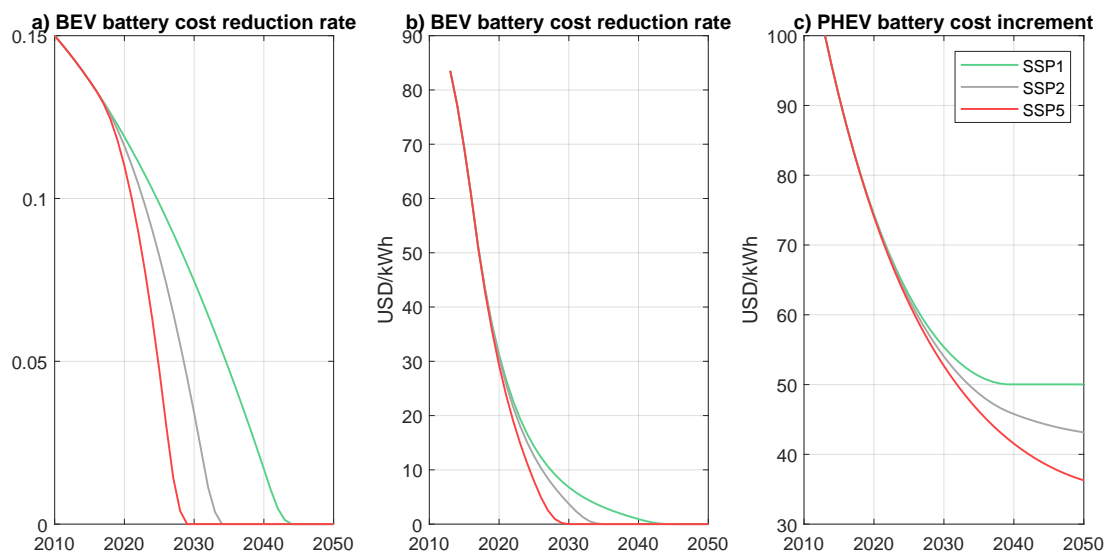 a) BEV battery cost reduction rate
0.15
0.1
0.05
0
2010 2020 2030 2040 2050
b) BEV battery cost reduction rate
USD/kWh
90
80
70
60
50
40
30
20
10
0
2010 2020 2030 2040 2050
c) PHEV battery cost increment
USD/kWh
100
90
80
70
60
50
40
30
2010 2020 2030 2040 2050
SSP1
SSP2
SSP5